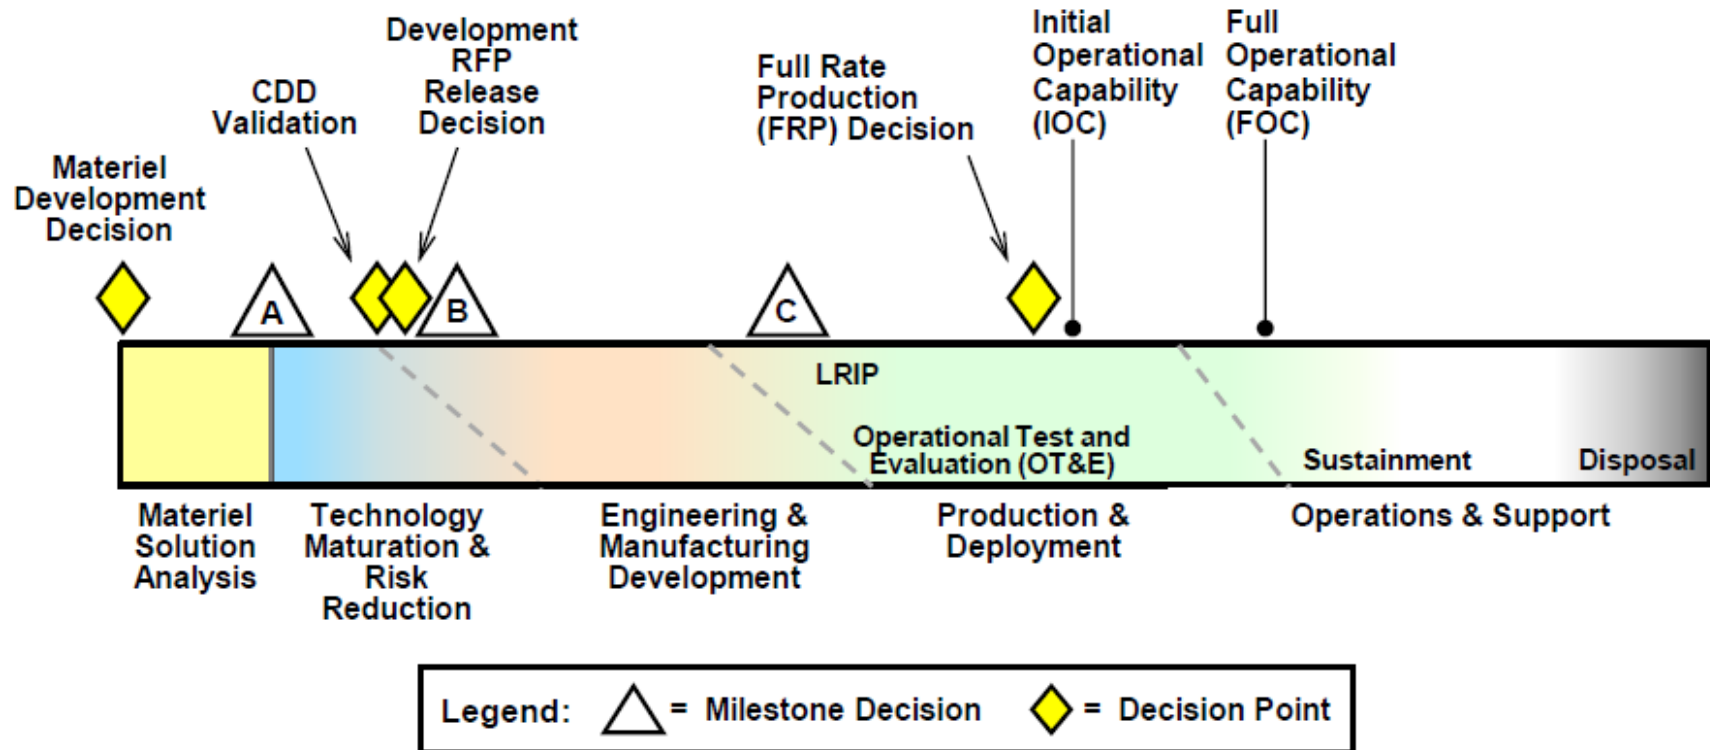 Materiel
Development
Decision
CDD
Validation
Development
RFP
Release
Decision
Full Rate
Production
(FRP) Decision
Initial
Operational
Capability
(IOC)
Full
Operational
Capability
(FOC)
A
B
C
LRIP
Operational Test and
Evaluation (OT&E)
Sustainment
Disposal
Materiel
Solution
Analysis
Technology
Maturation &
Risk
Reduction
Engineering &
Manufacturing
Development
Production &
Deployment
Operations & Support
Legend: = Milestone Decision = Decision Point